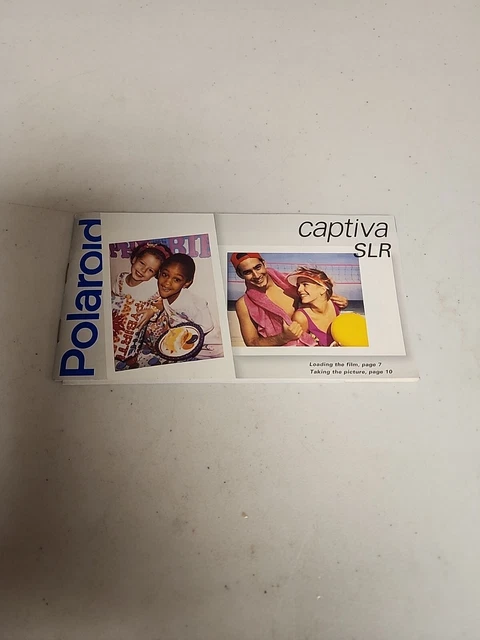 Polaroid
captiva
SLR
Loading the film, page 7
Taking the picture, page 10